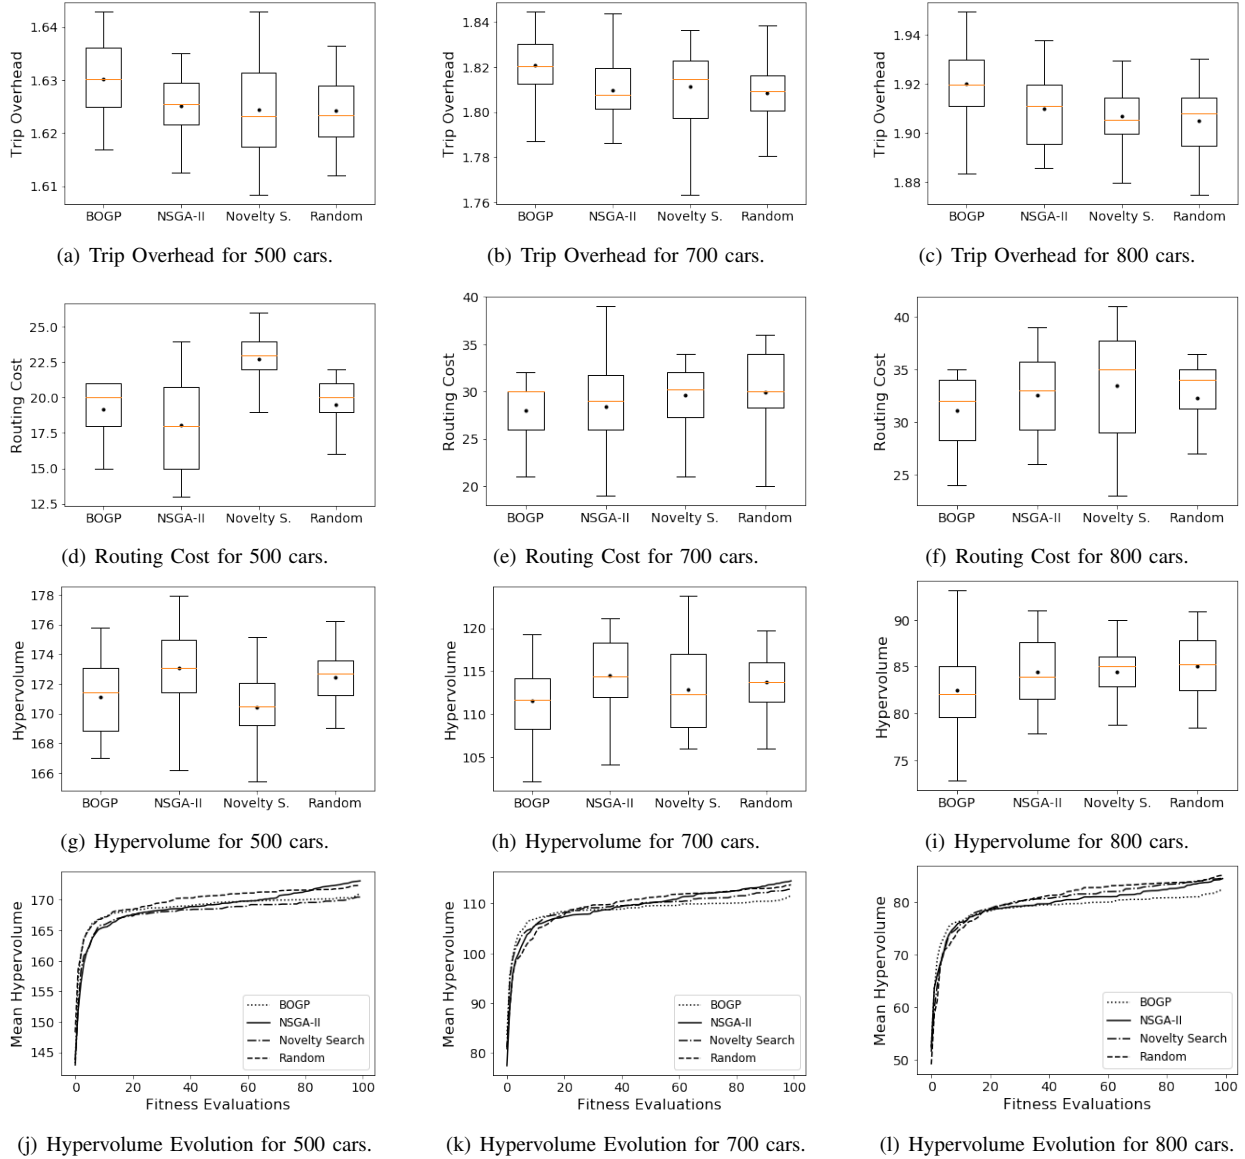 1.64
1.63
1.62
1.61
Trip Overhead
BOGP NSGA-II Novelty S. Random
(a) Trip Overhead for 500 cars.
1.84
1.82
1.80
1.78
1.76
Trip Overhead
BOGP NSGA-II Novelty S. Random
(b) Trip Overhead for 700 cars.
1.94
1.92
1.90
1.88
Trip Overhead
BOGP NSGA-II Novelty S. Random
(c) Trip Overhead for 800 cars.
25.0
22.5
20.0
17.5
15.0
12.5
Routing Cost
BOGP NSGA-II Novelty S. Random
(d) Routing Cost for 500 cars.
40
35
30
25
20
Routing Cost
BOGP NSGA-II Novelty S. Random
(e) Routing Cost for 700 cars.
40
35
30
25
Routing Cost
BOGP NSGA-II Novelty S. Random
(f) Routing Cost for 800 cars.
178
176
174
172
170
168
166
Hypervolume
BOGP NSGA-II Novelty S. Random
(g) Hypervolume for 500 cars.
120
115
110
105
Hypervolume
BOGP NSGA-II Novelty S. Random
(h) Hypervolume for 700 cars.
90
85
80
75
Hypervolume
BOGP NSGA-II Novelty S. Random
(i) Hypervolume for 800 cars.
170
165
160
155
150
145
Mean Hypervolume
BOGP
NSGA-II
Novelty Search
Random
0 20 40 60 80 100
Fitness Evaluations
(j) Hypervolume Evolution for 500 cars.
110
100
90
80
Mean Hypervolume
BOGP
NSGA-II
Novelty Search
Random
0 20 40 60 80 100
Fitness Evaluations
(k) Hypervolume Evolution for 700 cars.
80
70
60
50
Mean Hypervolume
BOGP
NSGA-II
Novelty Search
Random
0 20 40 60 80 100
Fitness Evaluations
(l) Hypervolume Evolution for 800 cars.